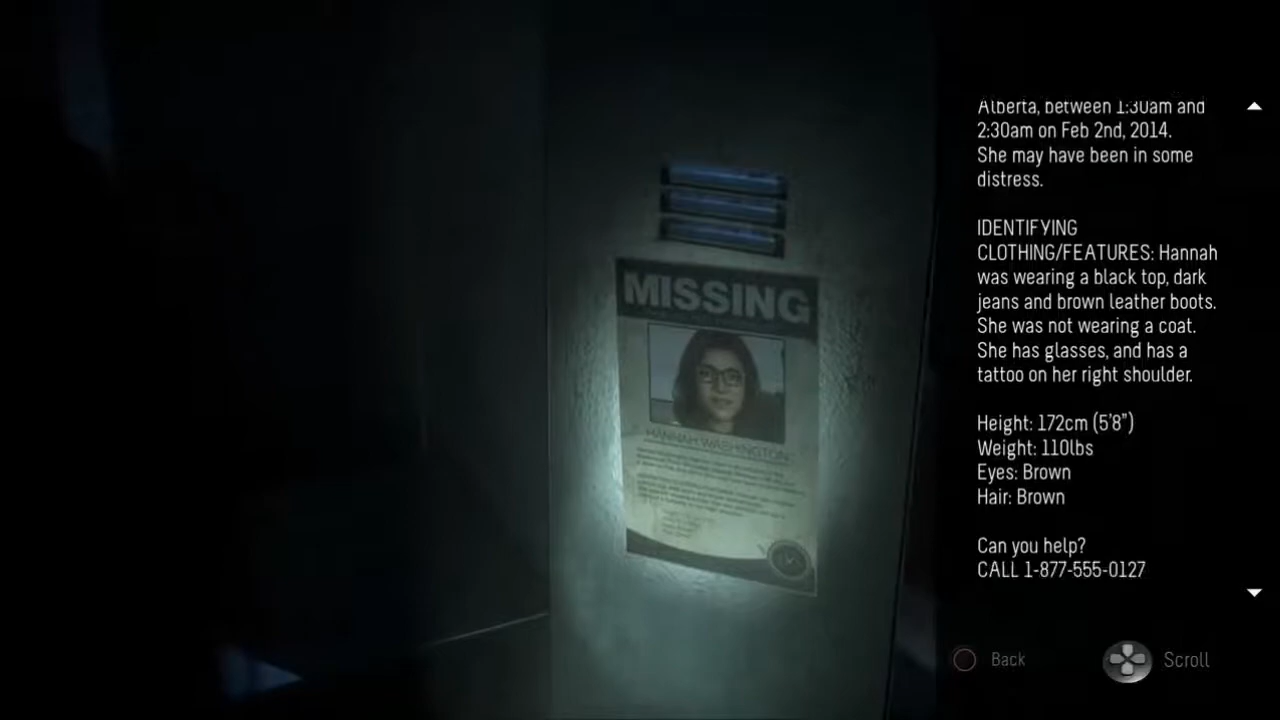 MISSING
HANNAH WASHINGTON
Alberta, between 1:30am and
2:30am on Feb 2nd, 2014.
She may have been in some
distress.
IDENTIFYING
CLOTHING/FEATURES: Hannah
was wearing a black top, dark
jeans and brown leather boots.
She was not wearing a coat.
She has glasses, and has a
tattoo on her right shoulder.
Height: 172cm (5'8")
Weight: 110lbs
Eyes: Brown
Hair: Brown
Can you help?
CALL 1-877-555-0127
Back
Scroll